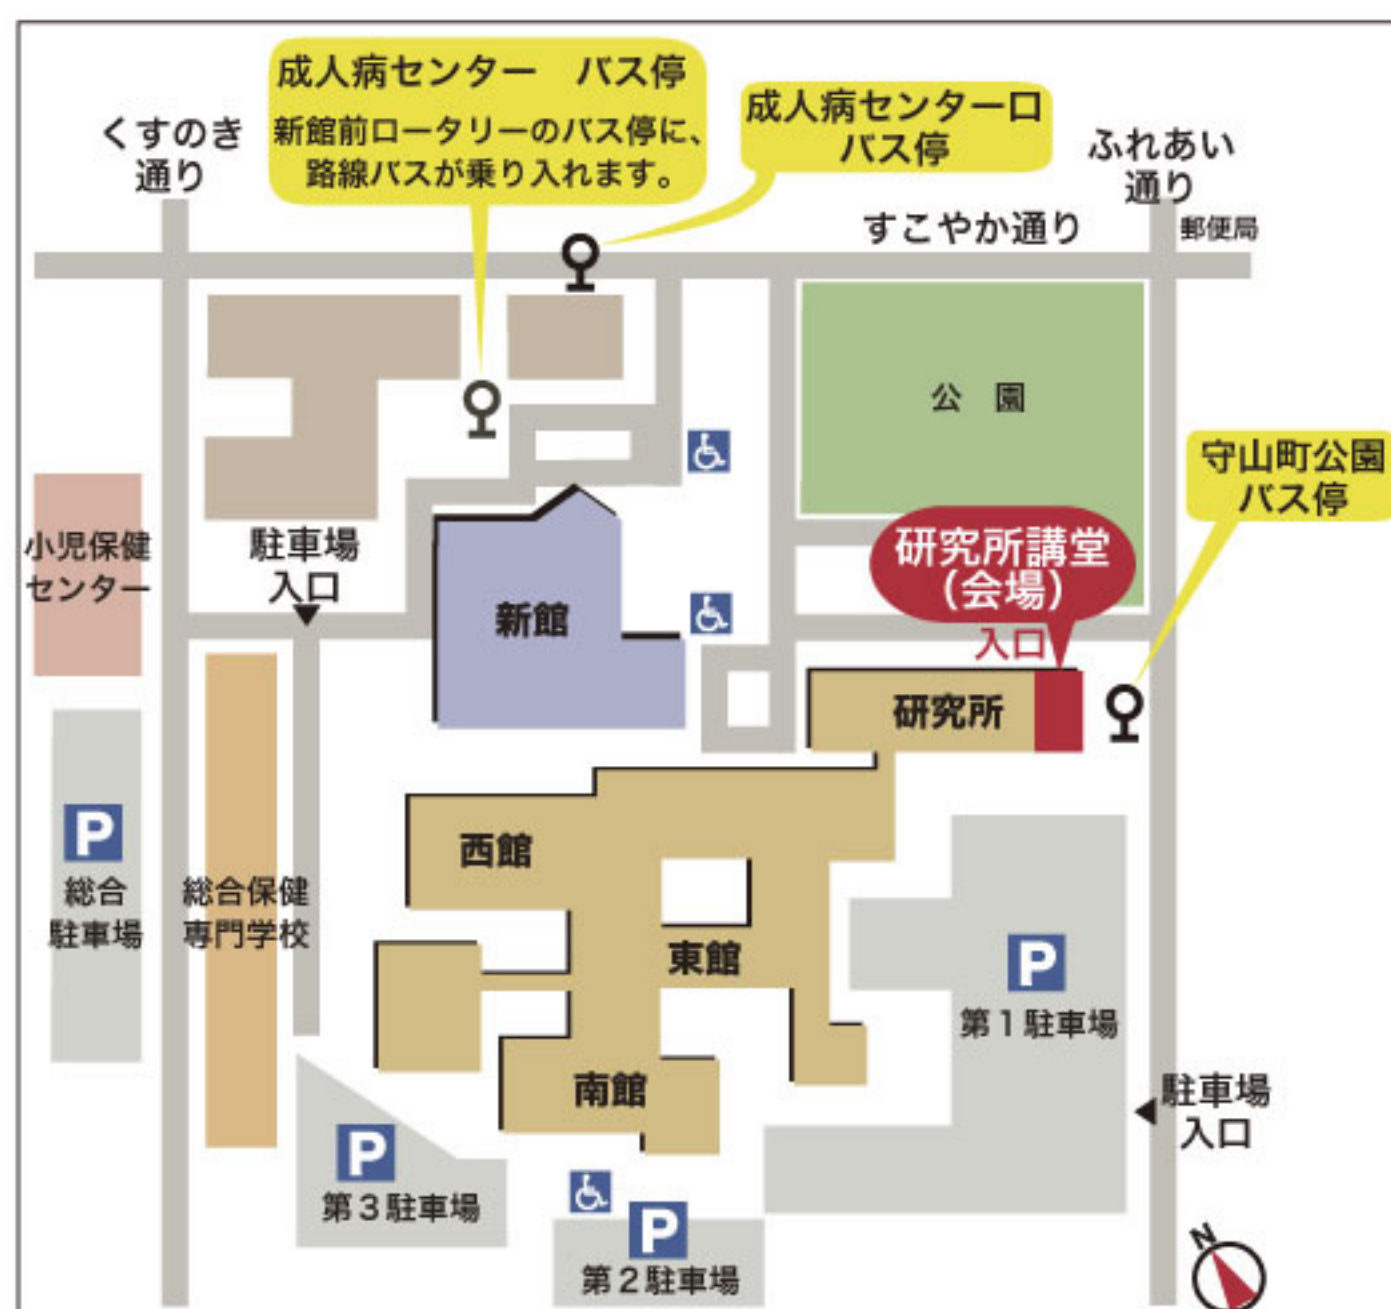 成人病センター　バス停
新館前ロータリーのバス停に、
路線バスが乗り入れます。
成人病センター口
バス停
くすのき
通り
ふれあい
通り
すこやか通り
郵便局
公　園
守山町公園
バス停
小児保健
センター
駐車場
入口
新館
研究所講堂
（会場）
入口
研究所
西館
P
総合
駐車場
総合保健
専門学校
東館
P
第1駐車場
南館
駐車場
入口
P
第3駐車場
P
第2駐車場
N